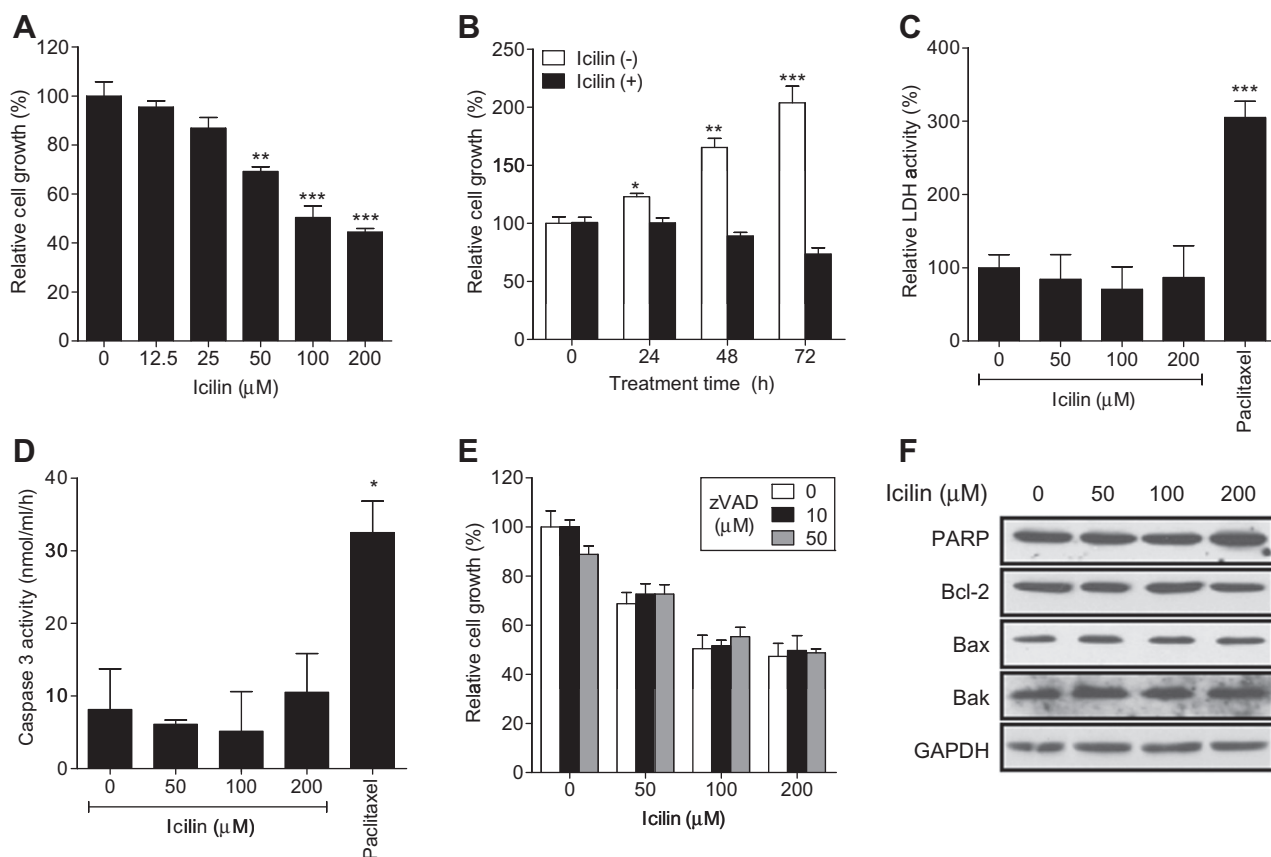 A
Relative cell growth (%)
120
100
80
60
40
20
0
**
***
***
0 12.5 25 50 100 200
Icilin (μM)
B
Relative cell growth (%)
250
200
150
100
50
0
Icilin (-)
Icilin (+)
*
**
***
0 24 48 72
Treatment time (h)
C
Relative LDH activity (%)
400
300
200
100
0
***
0 50 100 200 Paclitaxel
Icilin (μM)
D
Caspase 3 activity (nmol/ml/h)
40
30
20
10
0
*
0 50 100 200 Paclitaxel
Icilin (μM)
E
Relative cell growth (%)
120
100
80
60
40
20
0
zVAD
(μM)
0
10
50
0 50 100 200
Icilin (μM)
F
Icilin (μM) 0 50 100 200
PARP
Bcl-2
Bax
Bak
GAPDH